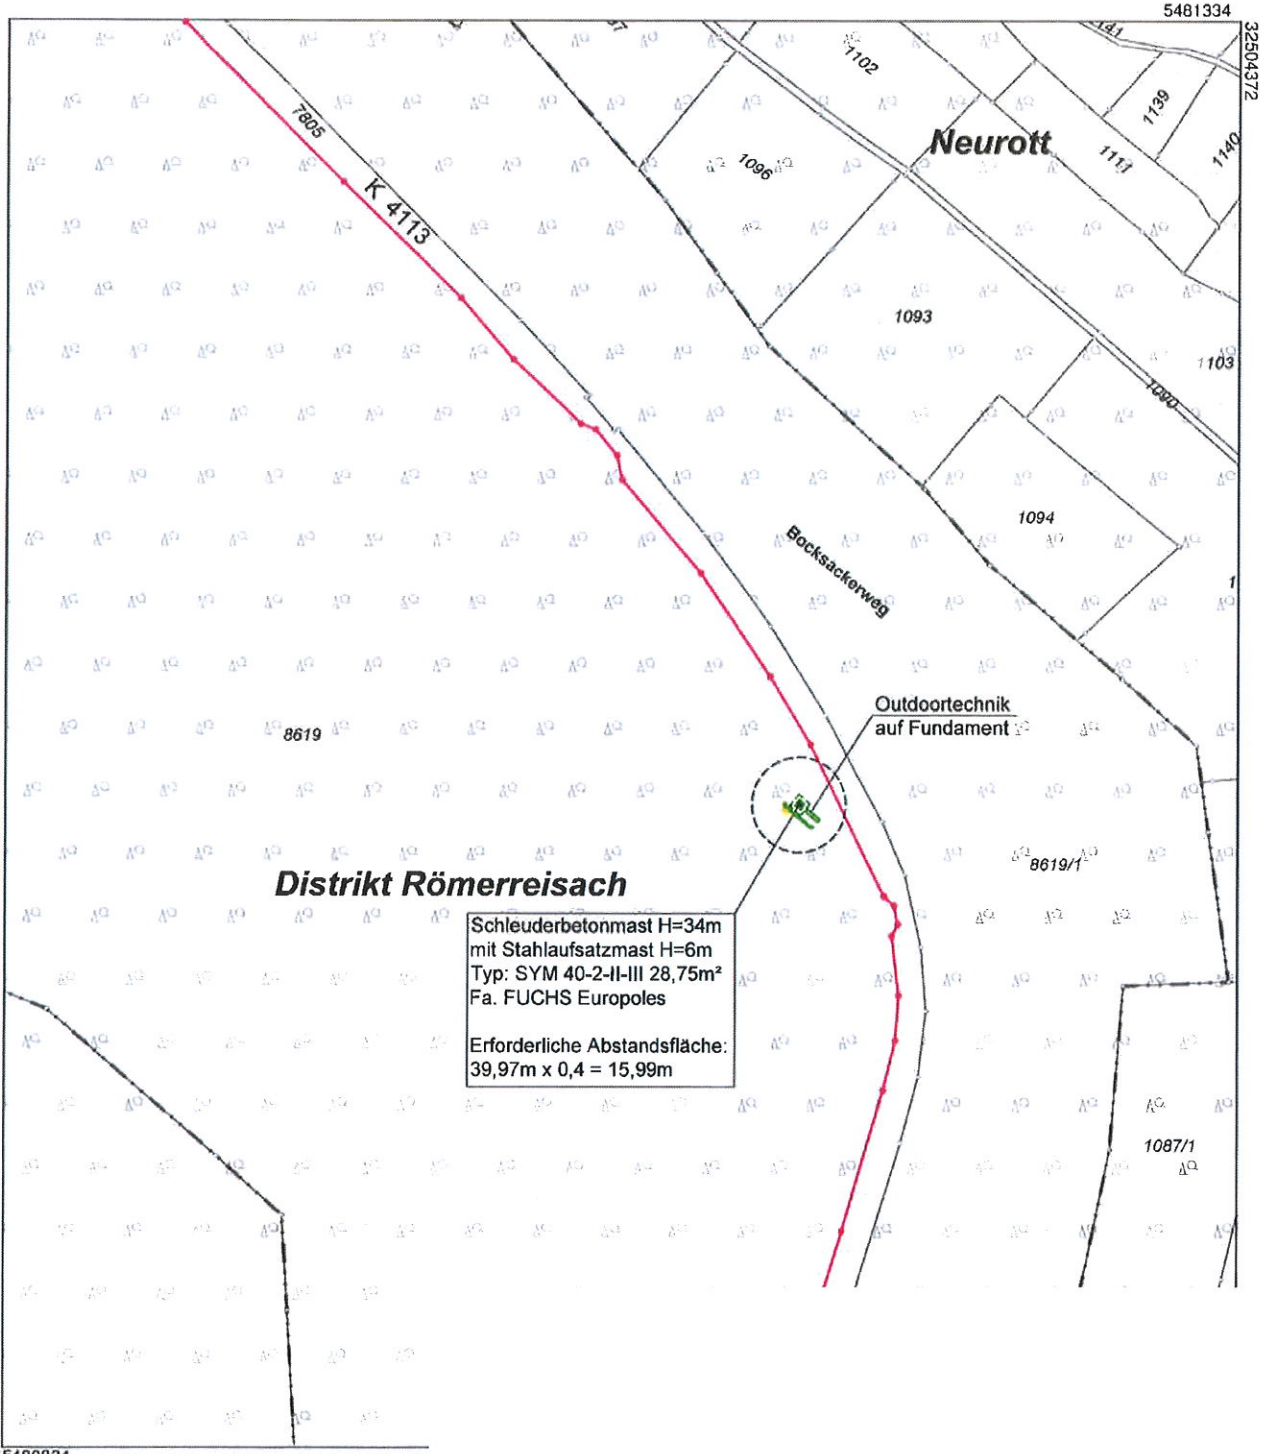 5481334
32504372
1141
1102
1139
7805
Neurott
1111
1140
1096
K 4113
1093
1103
1090
1094
Bocksackerweg
1
Outdoortechnik
auf Fundament
8619
8619/1
Distrikt Römerreisach
Schleuderbetonmast H=34m
mit Stahlaufsatzmast H=6m
Typ: SYM 40-2-II-III 28,75m²
Fa. FUCHS Europoles
Erforderliche Abstandsfläche:
39,97m x 0,4 = 15,99m
1087/1